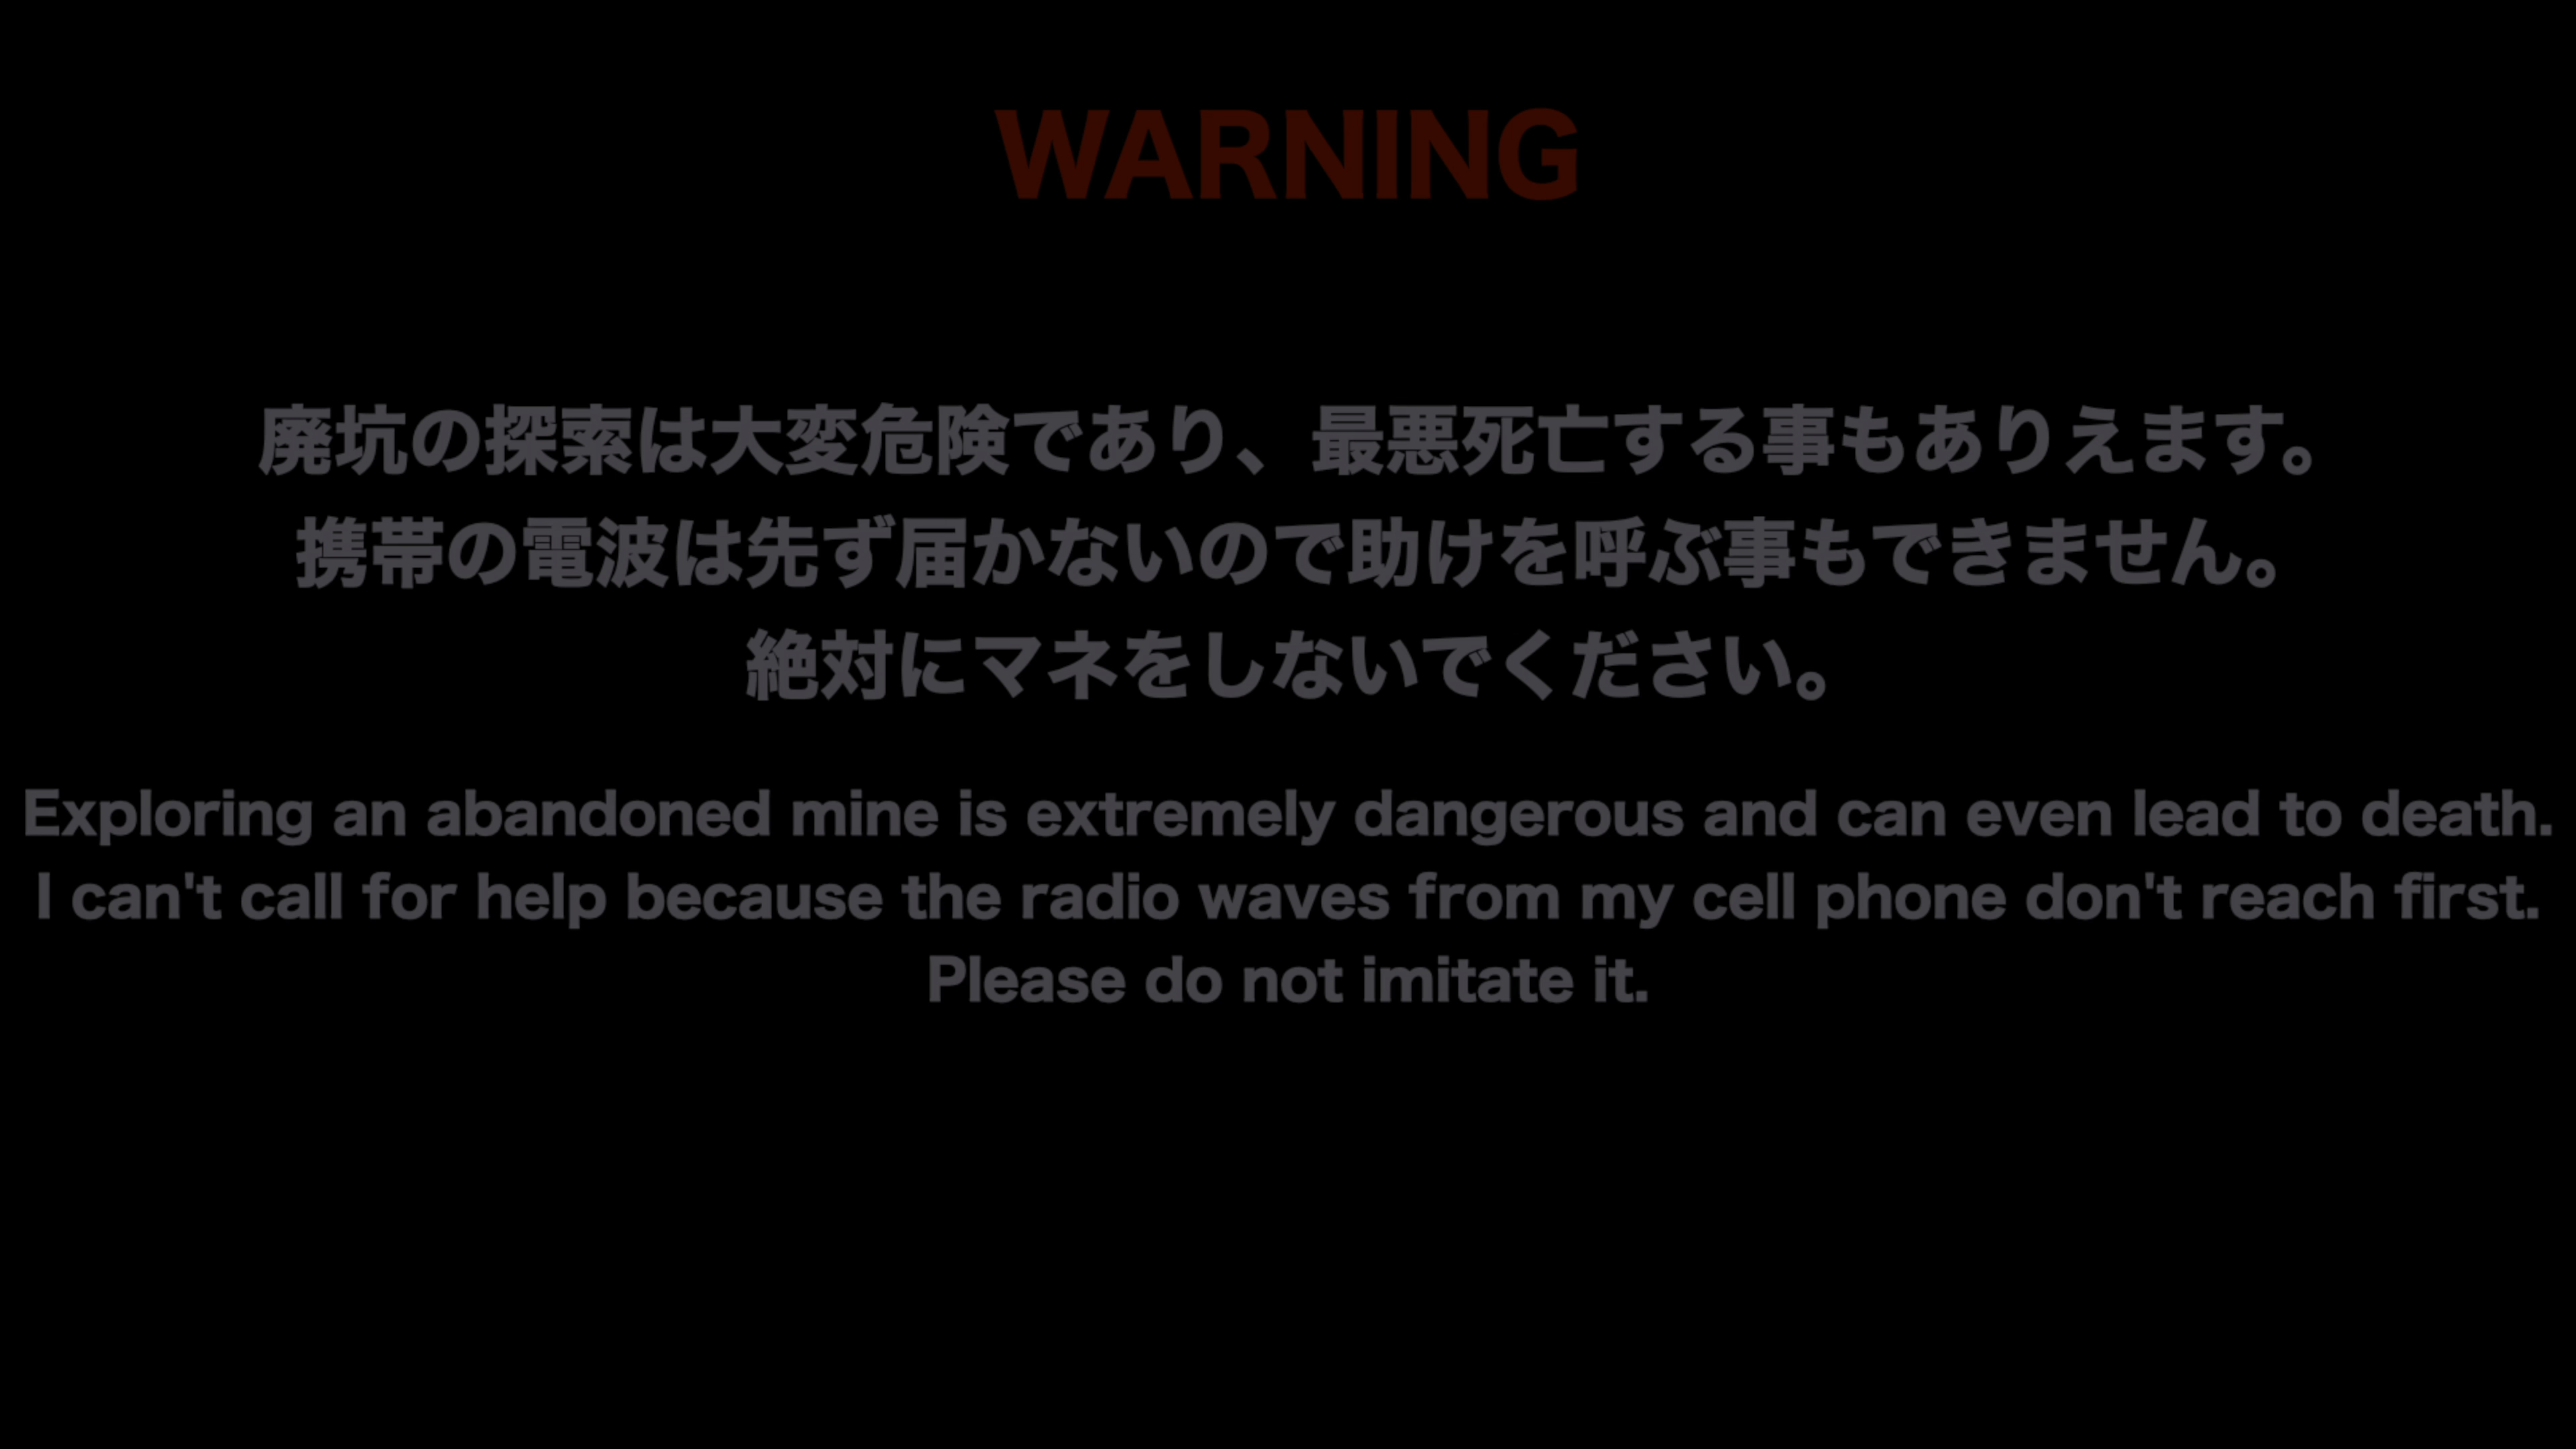 WARNING
廃坑の探索は大変危険であり、最悪死亡する事もありえます。
携帯の電波は先ず届かないので助けを呼ぶ事もできません。
絶対にマネをしないでください。
Exploring an abandoned mine is extremely dangerous and can even lead to death.
I can't call for help because the radio waves from my cell phone don't reach first.
Please do not imitate it.